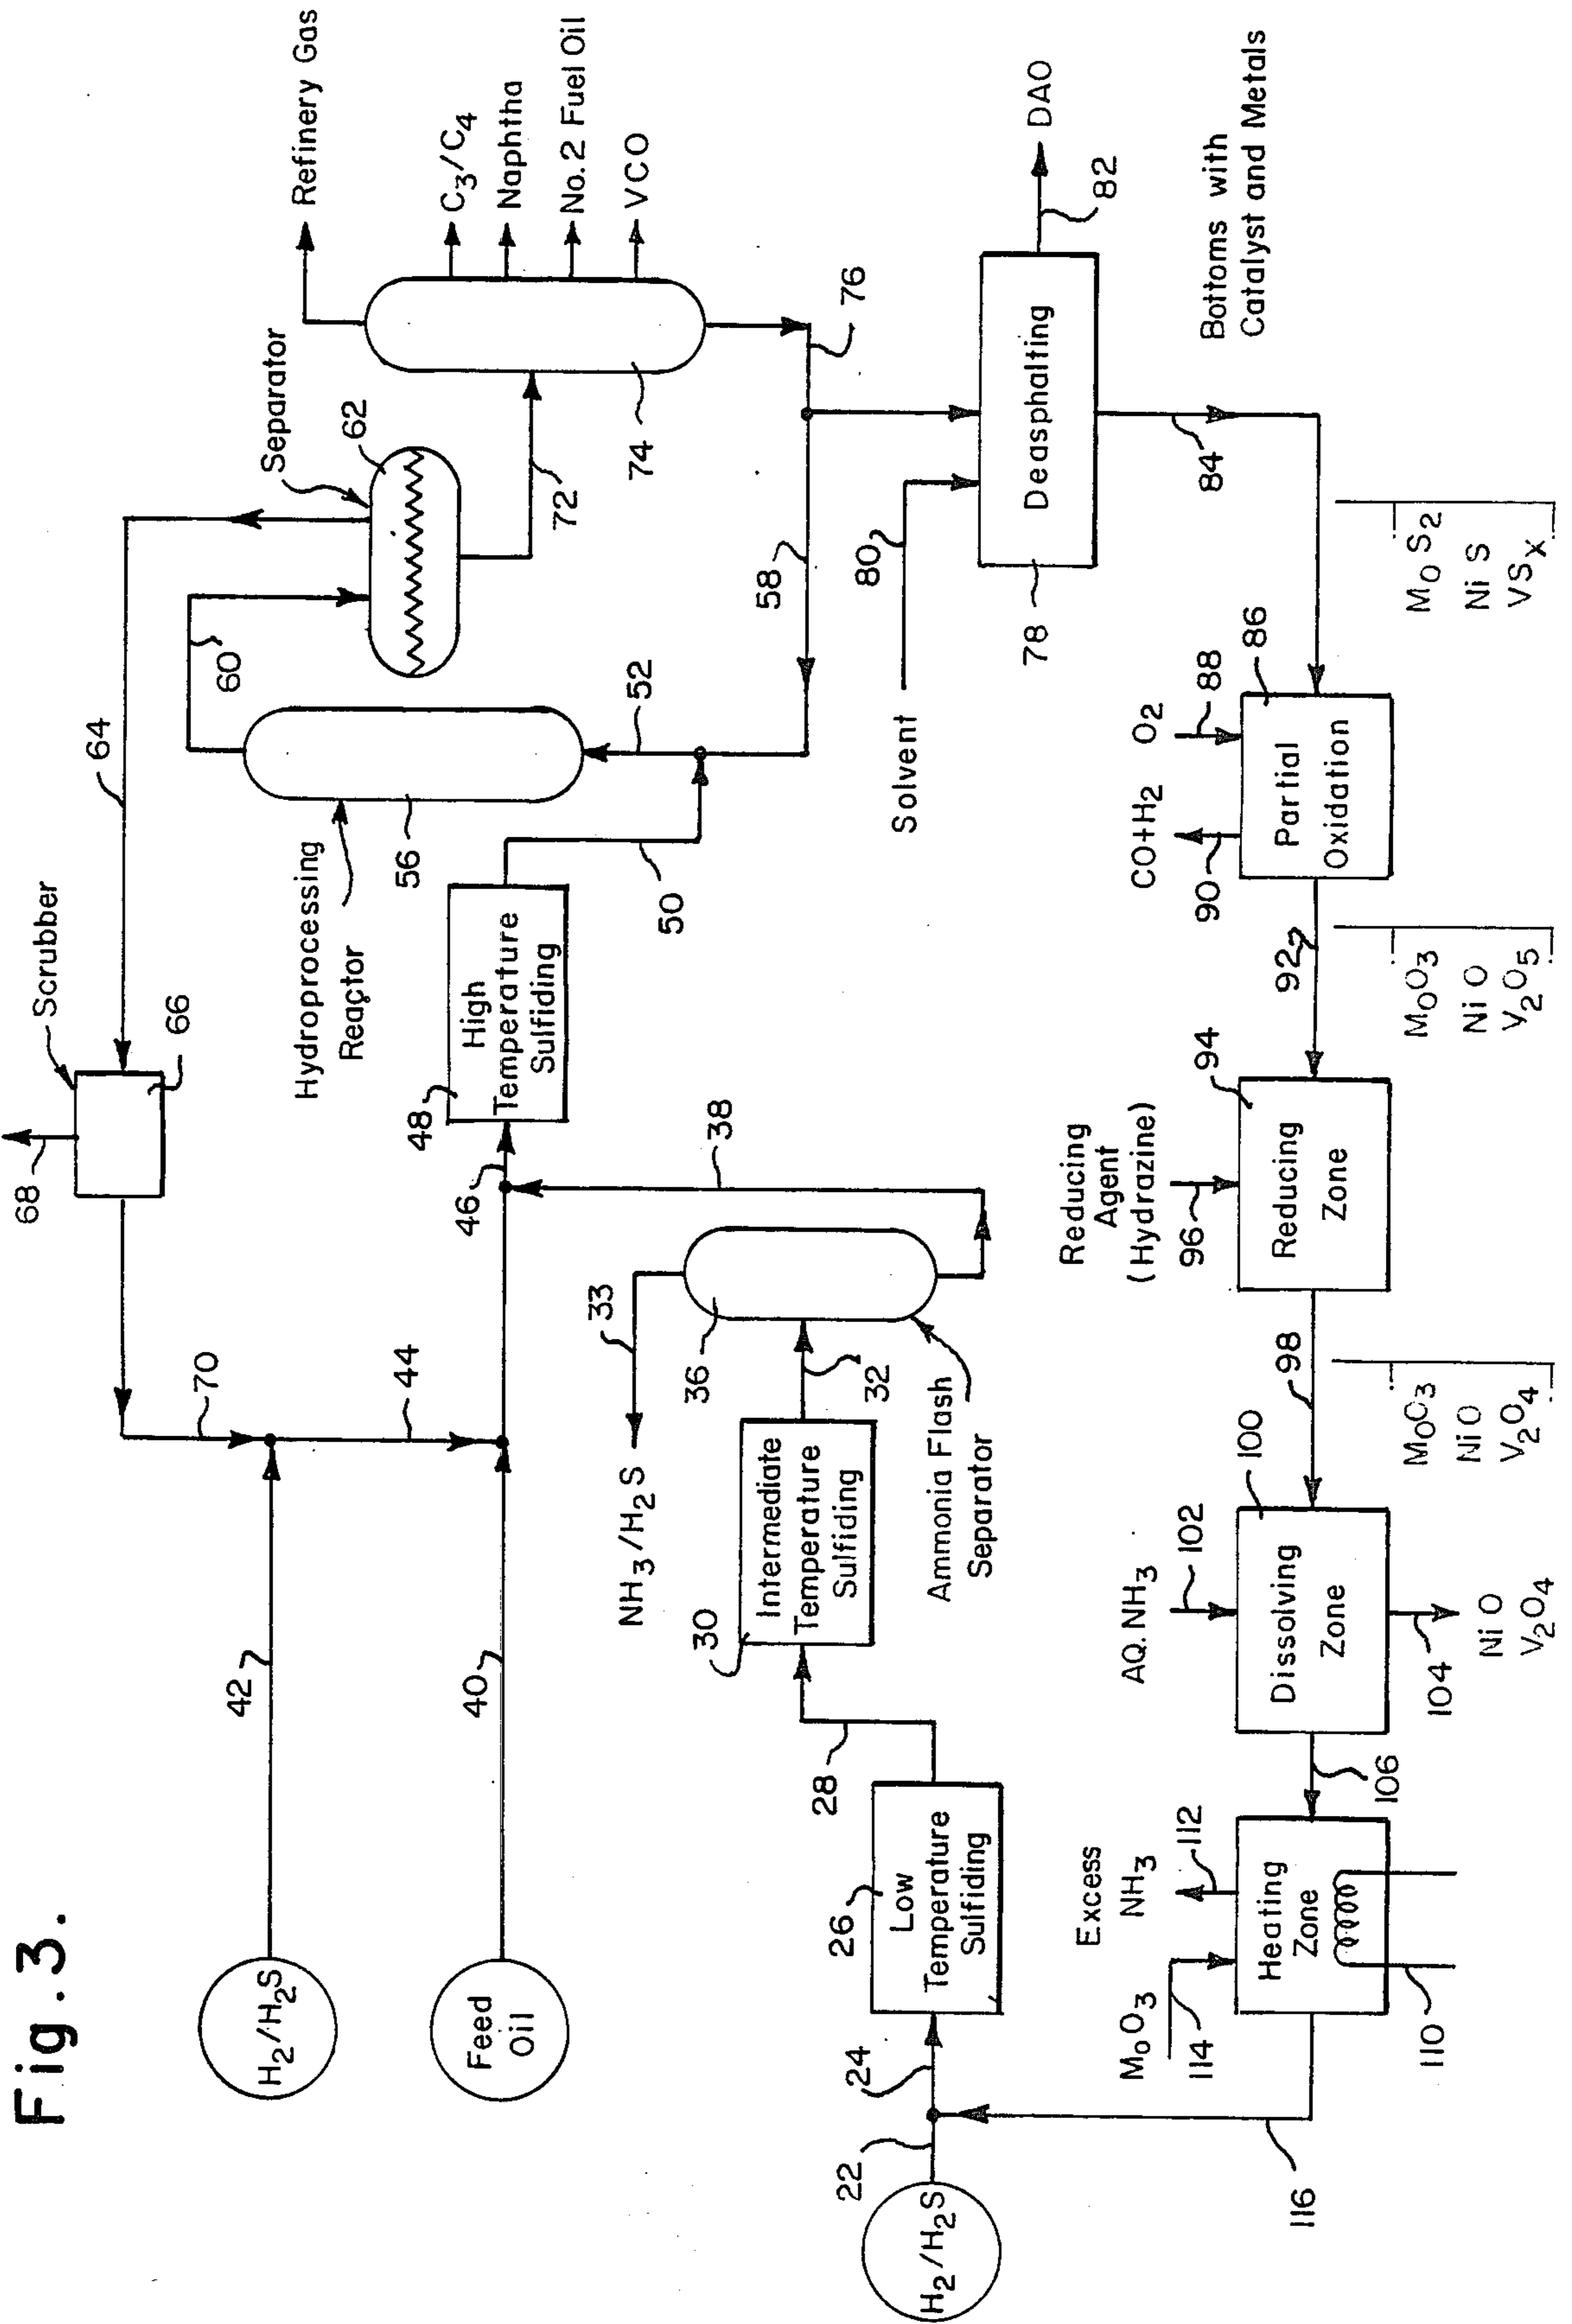 Fig. 3.
H2/H2S
42
70
44
68
Scrubber
66
64
Feed
Oil
40
46
48
High
Temperature
Sulfiding
50
Hydroprocessing
Reactor
56
52
60
Separator
62
72
74
Refinery Gas
C3/C4
Naphtha
No. 2 Fuel Oil
VCO
76
58
NH3/H2S
33
36
32
38
Ammonia Flash
Separator
30
Intermediate
Temperature
Sulfiding
28
26
Low
Temperature
Sulfiding
24
22
H2/H2S
Solvent
80
78
Deasphalting
82
DAO
84
Bottoms with
Catalyst and Metals
MoS2
NiS
VSx
86
Partial
Oxidation
O2
88
CO+H2
90
92
MoO3
NiO
V2O5
94
Reducing
Zone
Reducing
Agent
(Hydrazine)
96
98
MoO3
NiO
V2O4
100
Dissolving
Zone
AQ. NH3
102
104
NiO
V2O4
106
Heating
Zone
Excess
NH3
112
MoO3
114
110
116